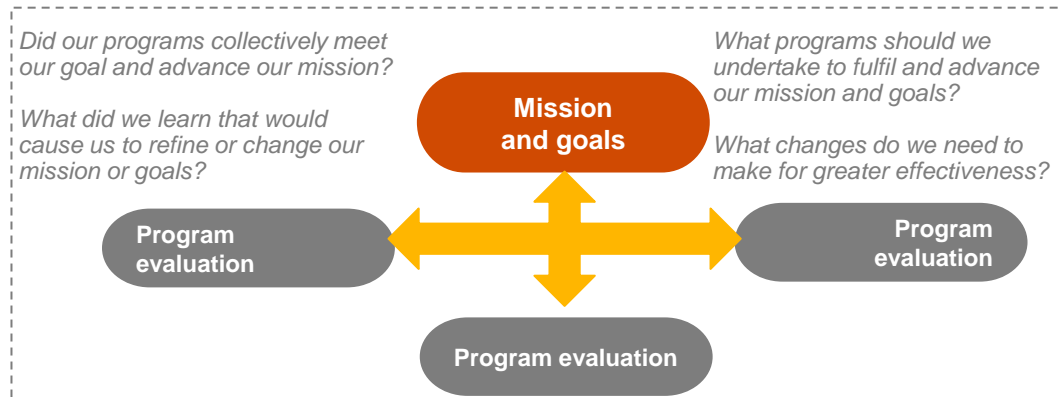 Did our programs collectively meet
our goal and advance our mission?
What did we learn that would
cause us to refine or change our
mission or goals?
Mission
and goals
What programs should we
undertake to fulfil and advance
our mission and goals?
What changes do we need to
make for greater effectiveness?
Program
evaluation
Program
evaluation
Program evaluation